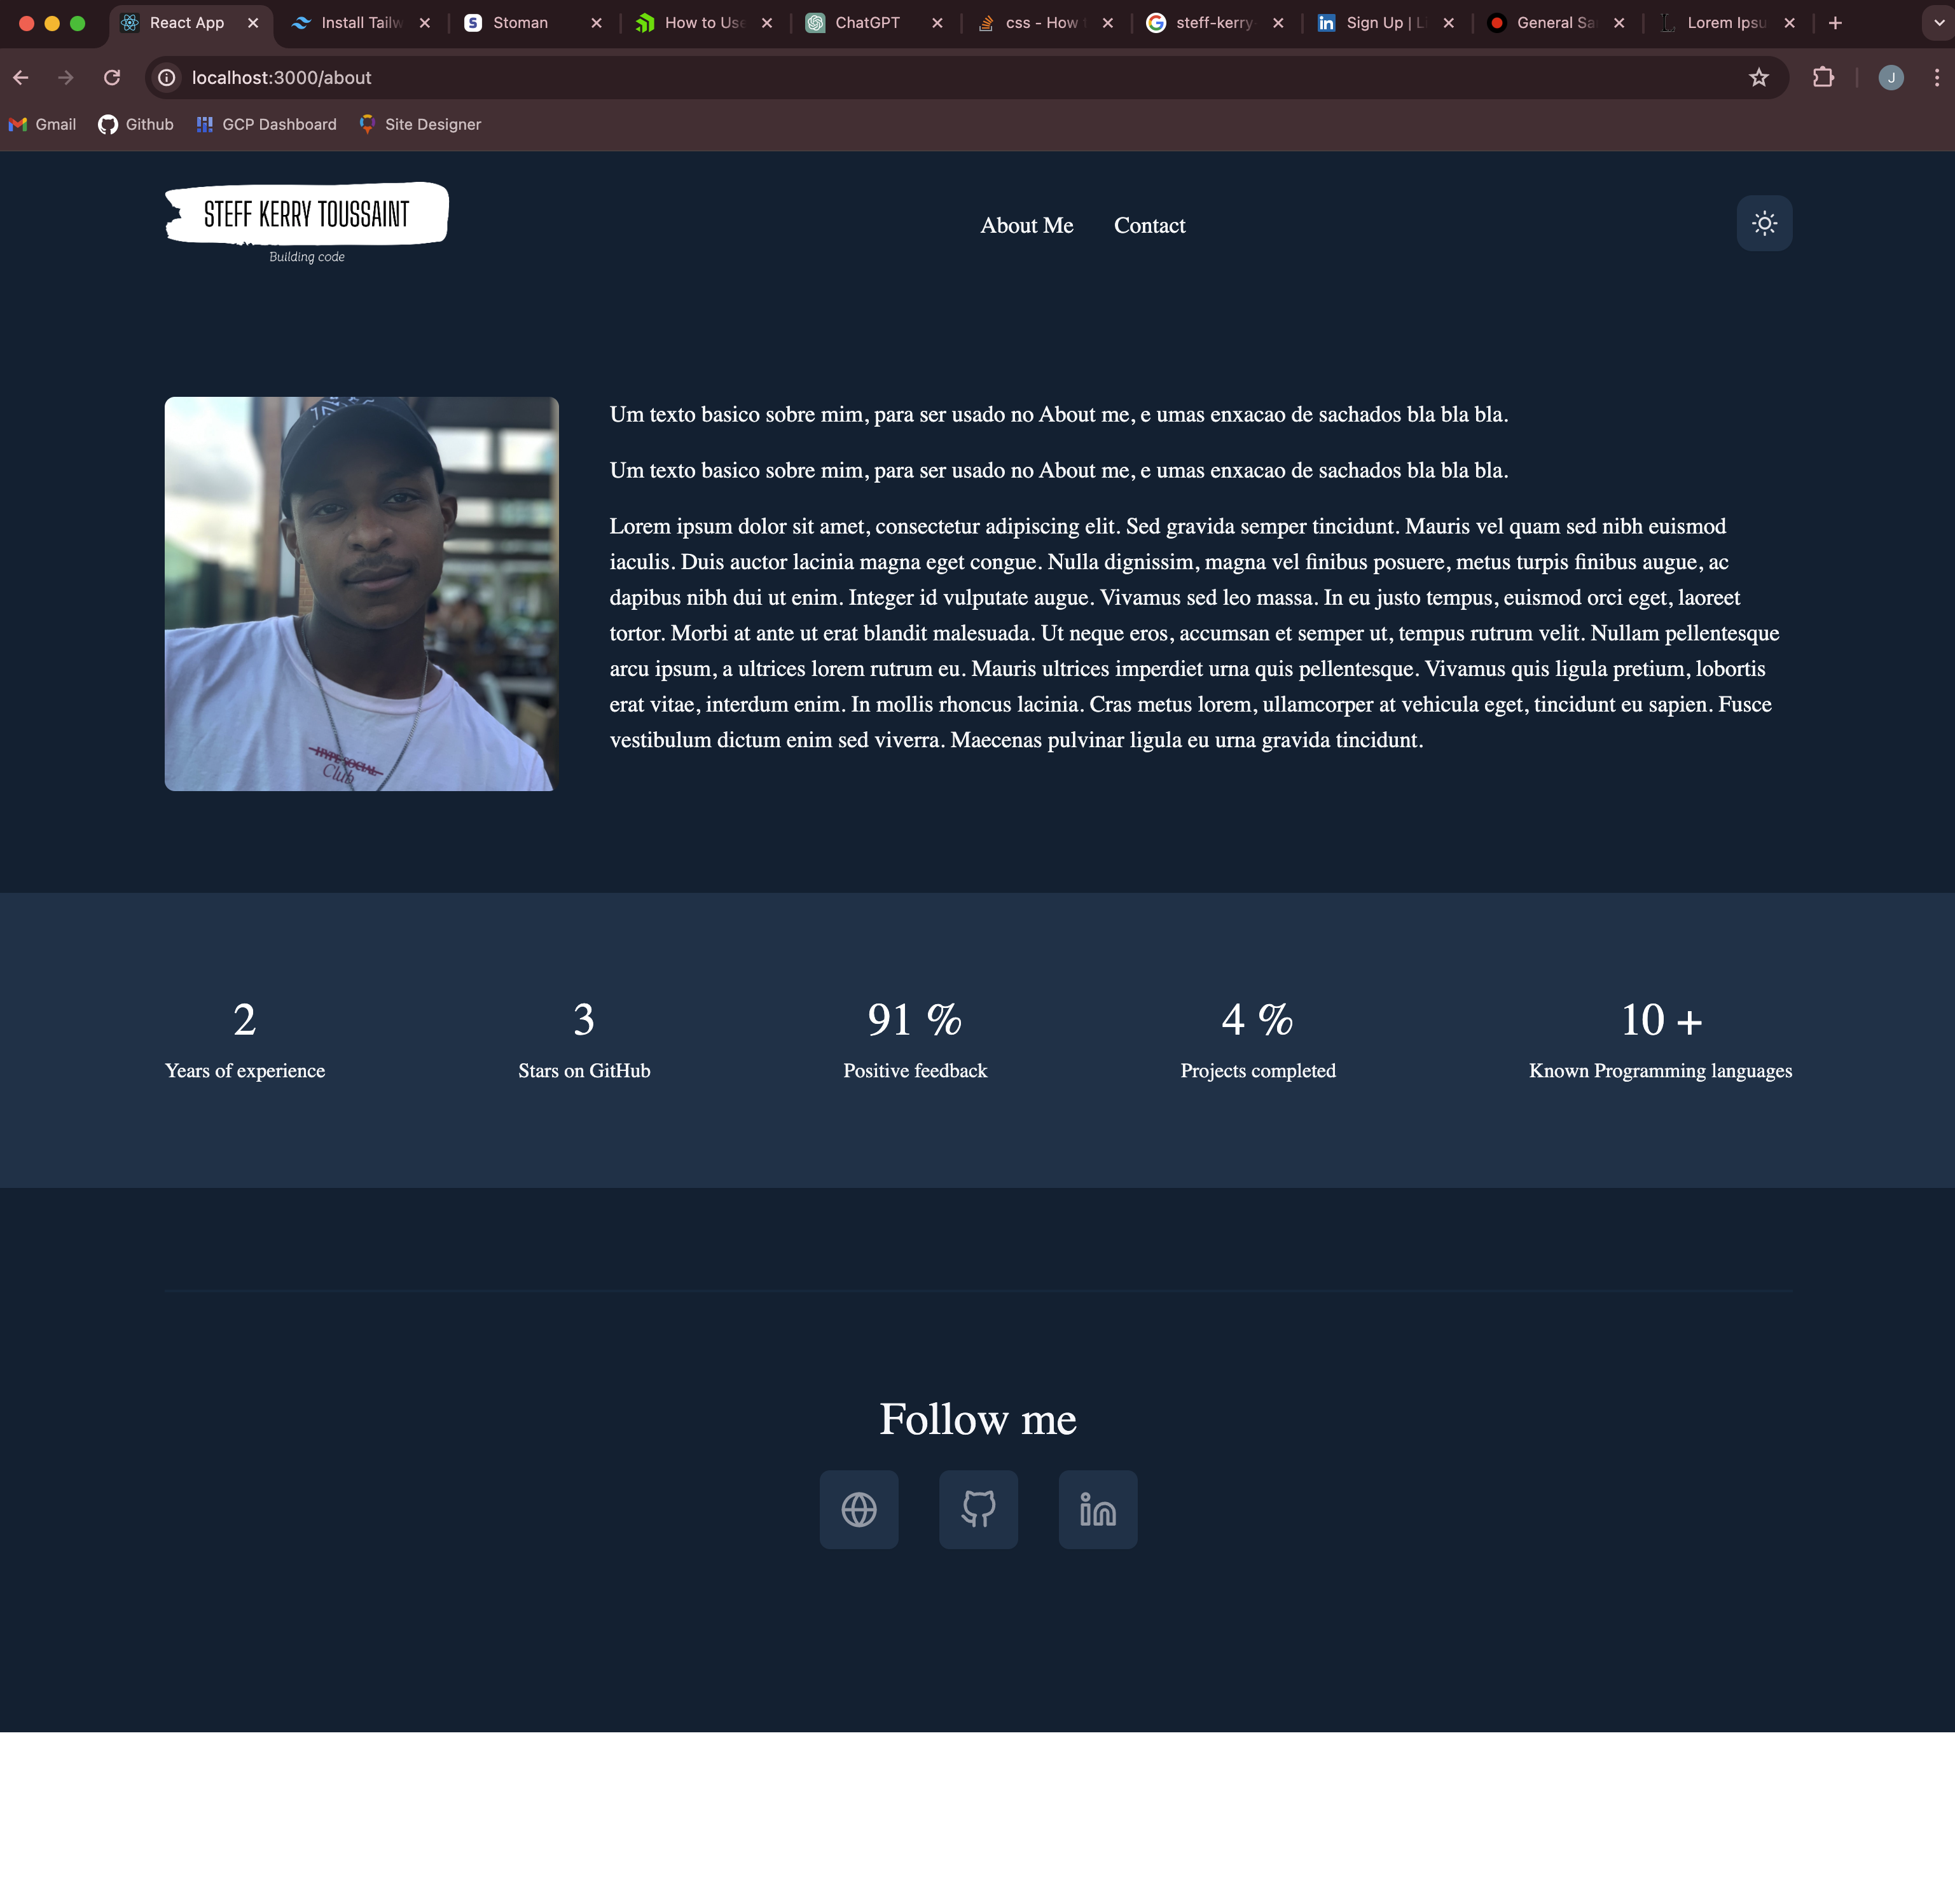 React App
Install Tailw
Stoman
How to Use
ChatGPT
css - How
steff-kerry
Sign Up | L
General Sa
Lorem Ipsu
localhost:3000/about
J
Gmail
Github
GCP Dashboard
Site Designer
STEFF KERRY TOUSSAINT
Building code
About Me
Contact
Um texto basico sobre mim, para ser usado no About me, e umas enxacao de sachados bla bla bla.
Um texto basico sobre mim, para ser usado no About me, e umas enxacao de sachados bla bla bla.
Lorem ipsum dolor sit amet, consectetur adipiscing elit. Sed gravida semper tincidunt. Mauris vel quam sed nibh euismod
iaculis. Duis auctor lacinia magna eget congue. Nulla dignissim, magna vel finibus posuere, metus turpis finibus augue, ac
dapibus nibh dui ut enim. Integer id vulputate augue. Vivamus sed leo massa. In eu justo tempus, euismod orci eget, laoreet
tortor. Morbi at ante ut erat blandit malesuada. Ut neque eros, accumsan et semper ut, tempus rutrum velit. Nullam pellentesque
arcu ipsum, a ultrices lorem rutrum eu. Mauris ultrices imperdiet urna quis pellentesque. Vivamus quis ligula pretium, lobortis
erat vitae, interdum enim. In mollis rhoncus lacinia. Cras metus lorem, ullamcorper at vehicula eget, tincidunt eu sapien. Fusce
vestibulum dictum enim sed viverra. Maecenas pulvinar ligula eu urna gravida tincidunt.
HYPE SOCIAL
Club
2
Years of experience
3
Stars on GitHub
91 %
Positive feedback
4 %
Projects completed
10 +
Known Programming languages
Follow me